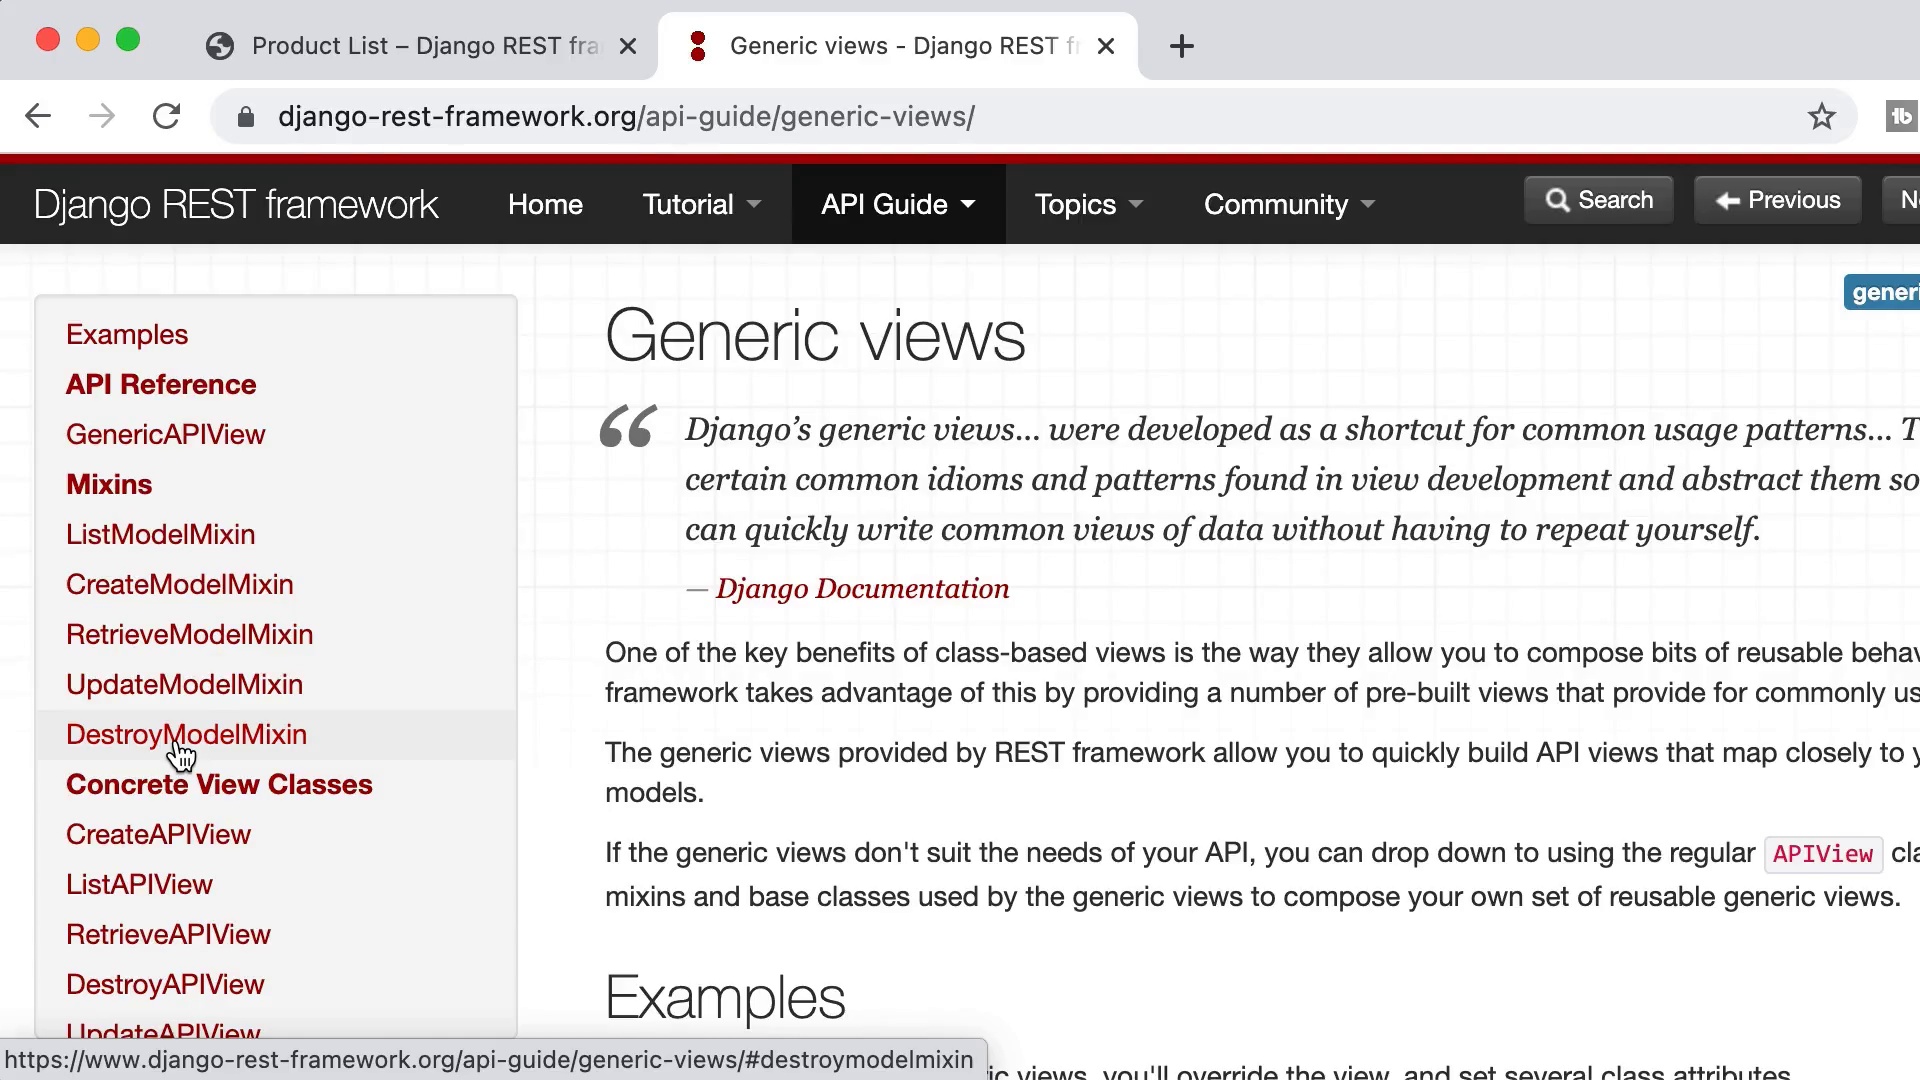 Product List – Django REST fra
Generic views - Django REST f
django-rest-framework.org/api-guide/generic-views/
Django REST framework
Home
Tutorial
API Guide
Topics
Community
Search
Previous
Examples
API Reference
GenericAPIView
Mixins
ListModelMixin
CreateModelMixin
RetrieveModelMixin
UpdateModelMixin
DestroyModelMixin
Concrete View Classes
CreateAPIView
ListAPIView
RetrieveAPIView
DestroyAPIView
UpdateAPIView
generi
Generic views
“ Django’s generic views... were developed as a shortcut for common usage patterns... T
certain common idioms and patterns found in view development and abstract them so
can quickly write common views of data without having to repeat yourself.
— Django Documentation
One of the key benefits of class-based views is the way they allow you to compose bits of reusable behav
framework takes advantage of this by providing a number of pre-built views that provide for commonly us
The generic views provided by REST framework allow you to quickly build API views that map closely to y
models.
If the generic views don't suit the needs of your API, you can drop down to using the regular APIView cla
mixins and base classes used by the generic views to compose your own set of reusable generic views.
Examples
ic views, you'll override the view, and set several class attributes.
https://www.django-rest-framework.org/api-guide/generic-views/#destroymodelmixin